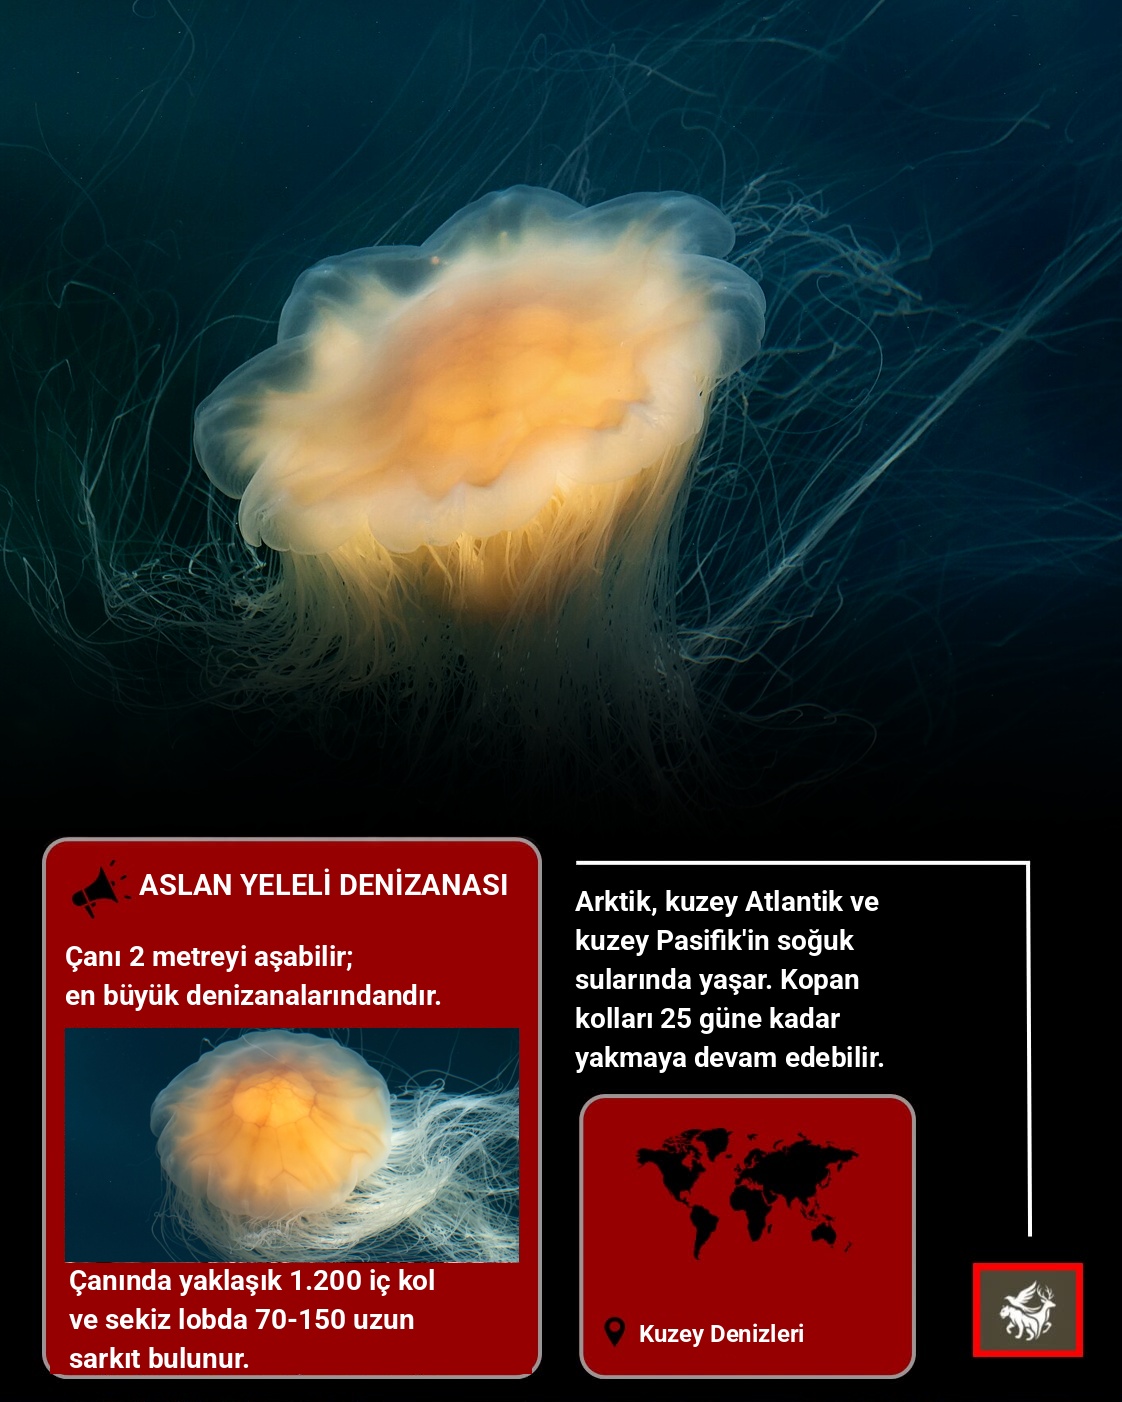 ASLAN YELELİ DENİZANASI
Çanı 2 metreyi aşabilir;
en büyük denizanalarındandır.
Çanında yaklaşık 1.200 iç kol
ve sekiz lobda 70-150 uzun
sarkıt bulunur.
Arktik, kuzey Atlantik ve
kuzey Pasifik'in soğuk
sularında yaşar. Kopan
kolları 25 güne kadar
yakmaya devam edebilir.
Kuzey Denizleri